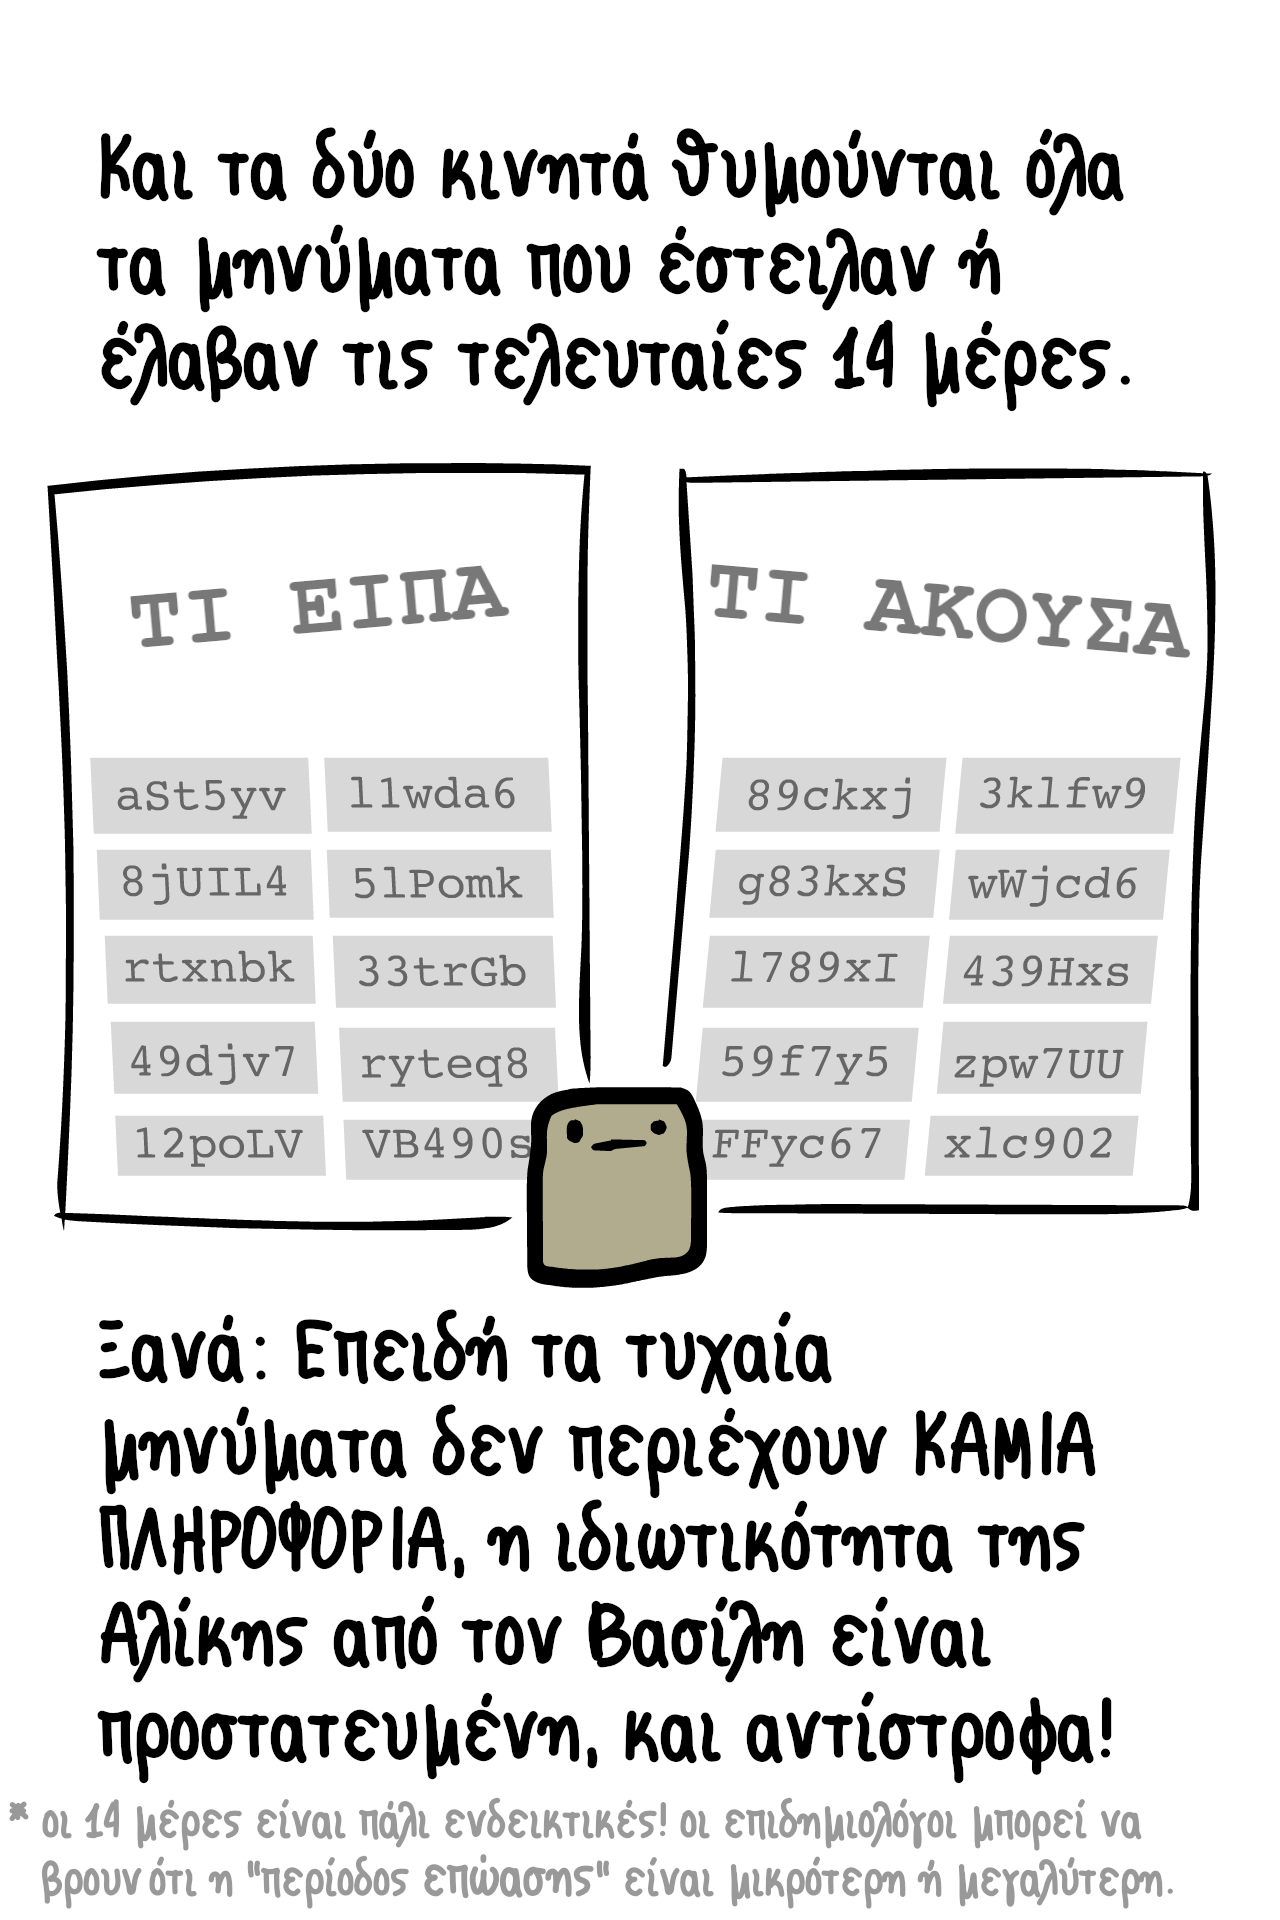 Και τα δύο κινητά θυμούνται όλα
τα μηνύματα που έστειλαν ή
έλαβαν τις τελευταίες 14 μέρες.
ΤΙ ΕΙΠΑ
aSt5yv l1wda6
8jUIL4 5lPomk
rtxnbk 33trGb
49djv7 ryteq8
12poLV VB490s
ΤΙ ΑΚΟΥΣΑ
89ckxj 3klfw9
g83kxS wWjcd6
l789xI 439Hxs
59f7y5 zpw7UU
FFyc67 xlc902
Ξανά: Επειδή τα τυχαία
μηνύματα δεν περιέχουν ΚΑΜΙΑ
ΠΛΗΡΟΦΟΡΙΑ, η ιδιωτικότητα της
Αλίκης από τον Βασίλη είναι
προστατευμένη, και αντίστροφα!
* οι 14 μέρες είναι πάλι ενδεικτικές! οι επιδημιολόγοι μπορεί να
βρουν ότι η "περίοδος επώασης" είναι μικρότερη ή μεγαλύτερη.